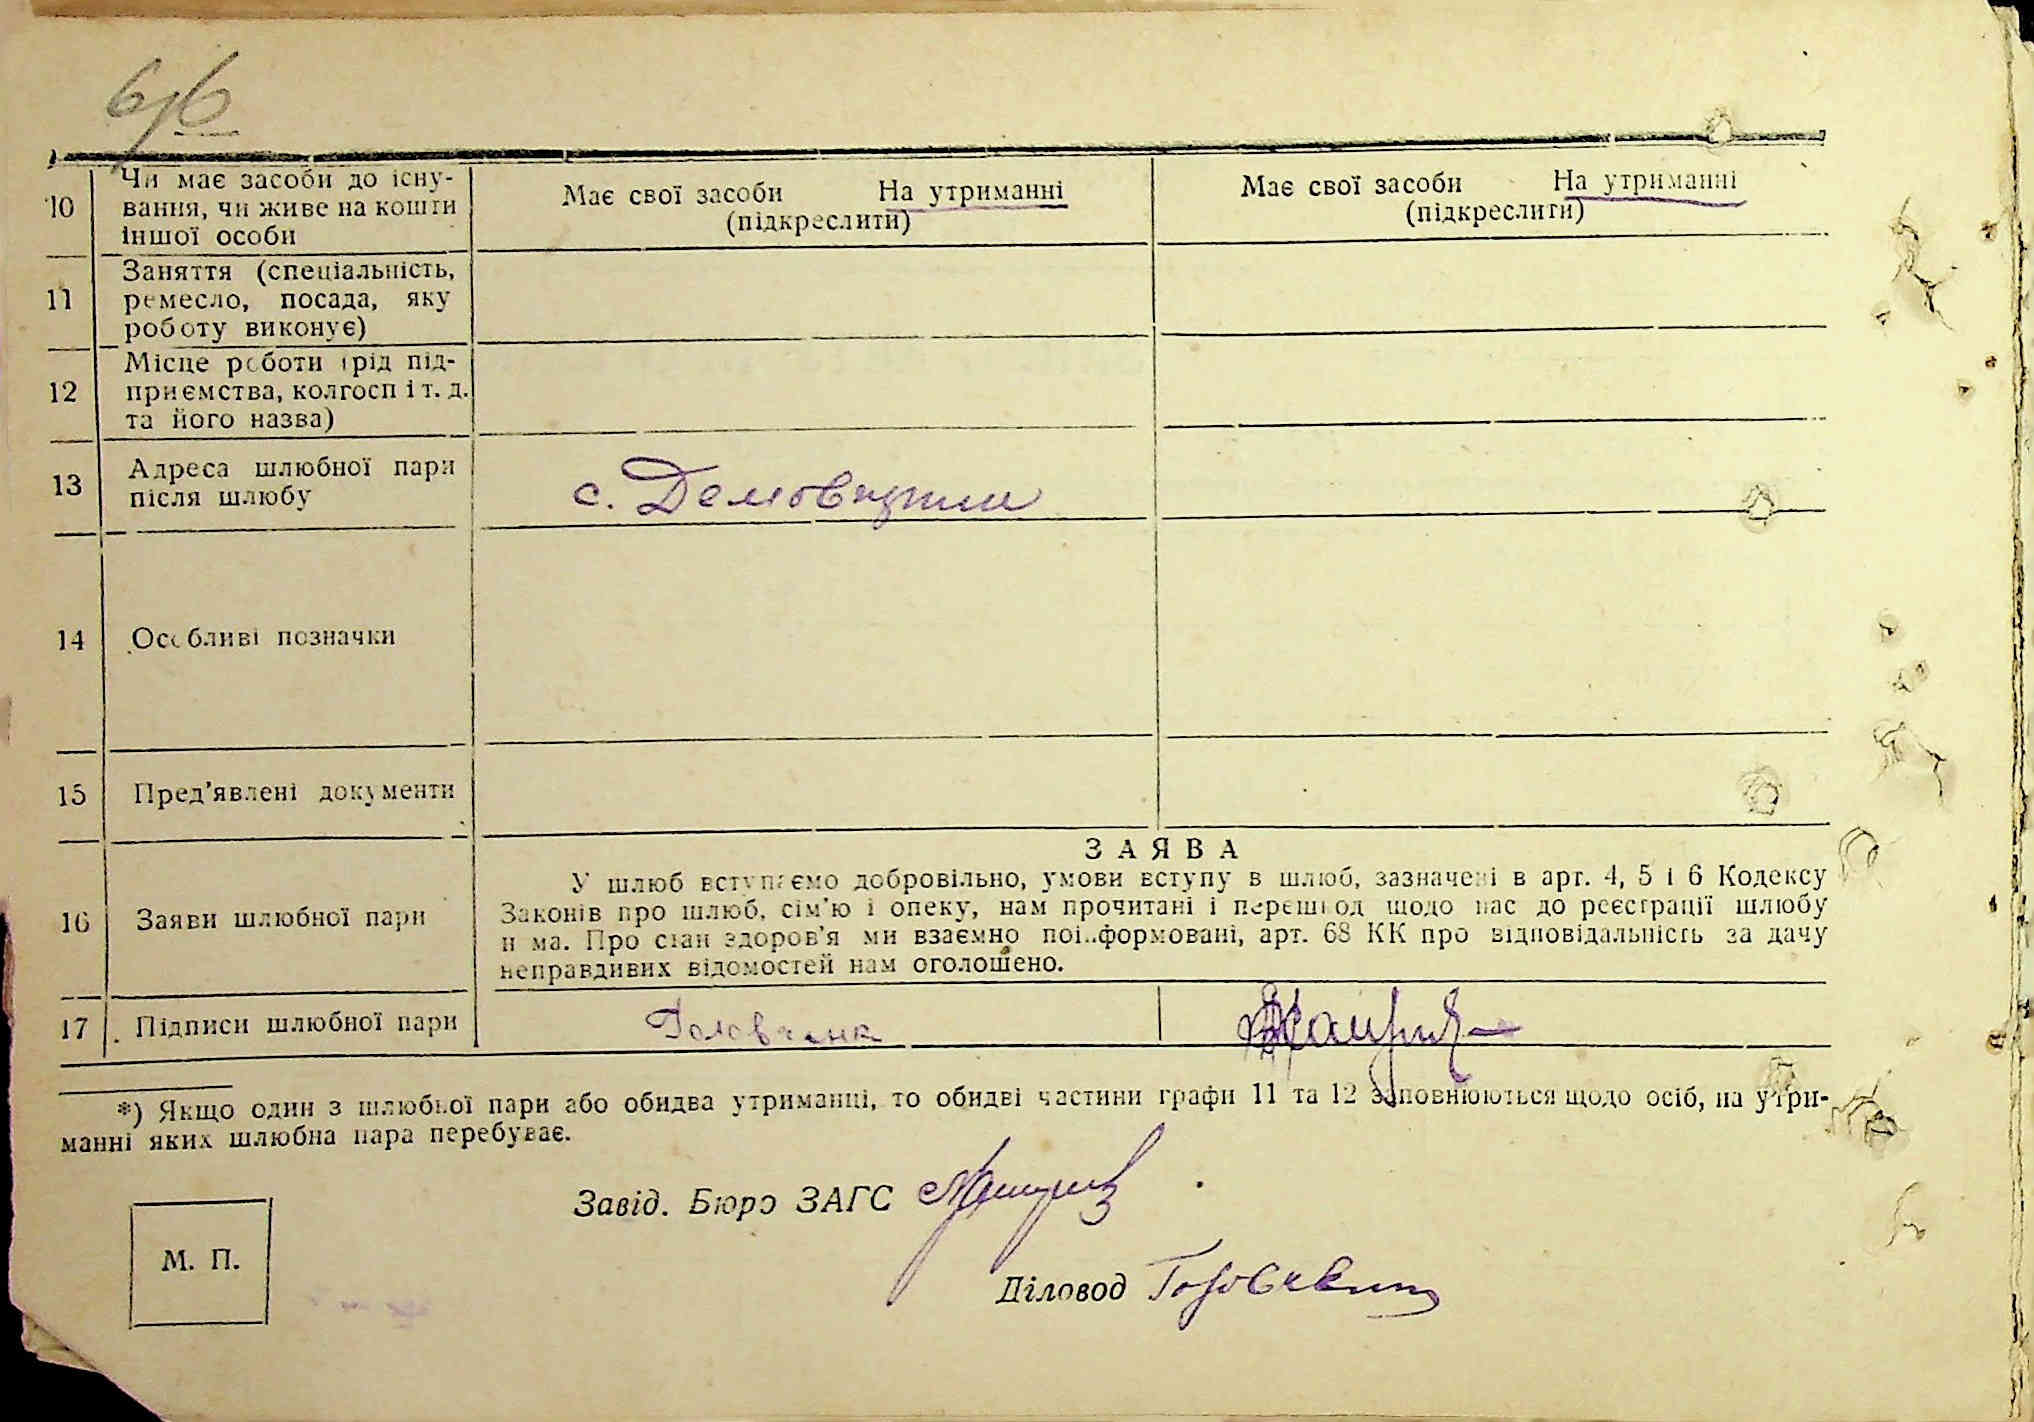 10 Чи має засоби до існу-
вання, чи живе на кошти
іншої особи
Має свої засоби На утриманні
(підкреслити)
Має свої засоби На утриманні
(підкреслити)
11 Заняття (спеціальність,
ремесло, посада, яку
роботу виконує)
12 Місце роботи (рід під-
приємства, колгосп і т. д.
та його назва)
13 Адреса шлюбної пари
після шлюбу
с.
14 Особливі позначки
15 Пред'явлені документи
16 Заяви шлюбної пари
ЗАЯВА
У шлюб вступаємо добровільно, умови вступу в шлюб, зазначені в арт. 4, 5 і 6 Кодексу
Законів про шлюб, сім'ю і опеку, нам прочитані і перешкод щодо нас до реєстрації шлюбу
нема. Про стан здоров'я ми взаємно поінформовані, арт. 68 КК про відповідальність за дачу
неправдивих відомостей нам оголошено.
17 Підписи шлюбної пари
*) Якщо один з шлюбної пари або обидва утриманці, то обидві частини графи 11 та 12 заповнюються щодо осіб, на утри-
манні яких шлюбна пара перебуває.
Завід. Бюро ЗАГС
М. П.
Діловод